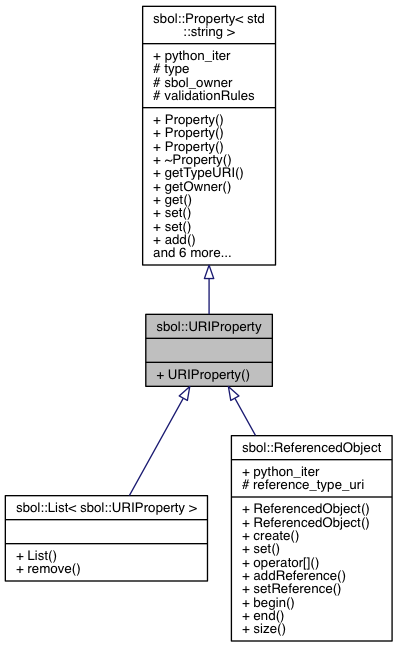 sbol::Property< std
::string >
+ python_iter
# type
# sbol_owner
# validationRules
+ Property()
+ Property()
+ Property()
+ ~Property()
+ getTypeURI()
+ getOwner()
+ get()
+ set()
+ set()
+ add()
and 6 more...
sbol::URIProperty
+ URIProperty()
sbol::List< sbol::URIProperty >
+ List()
+ remove()
sbol::ReferencedObject
+ python_iter
# reference_type_uri
+ ReferencedObject()
+ ReferencedObject()
+ create()
+ set()
+ operator[]()
+ addReference()
+ setReference()
+ begin()
+ end()
+ size()